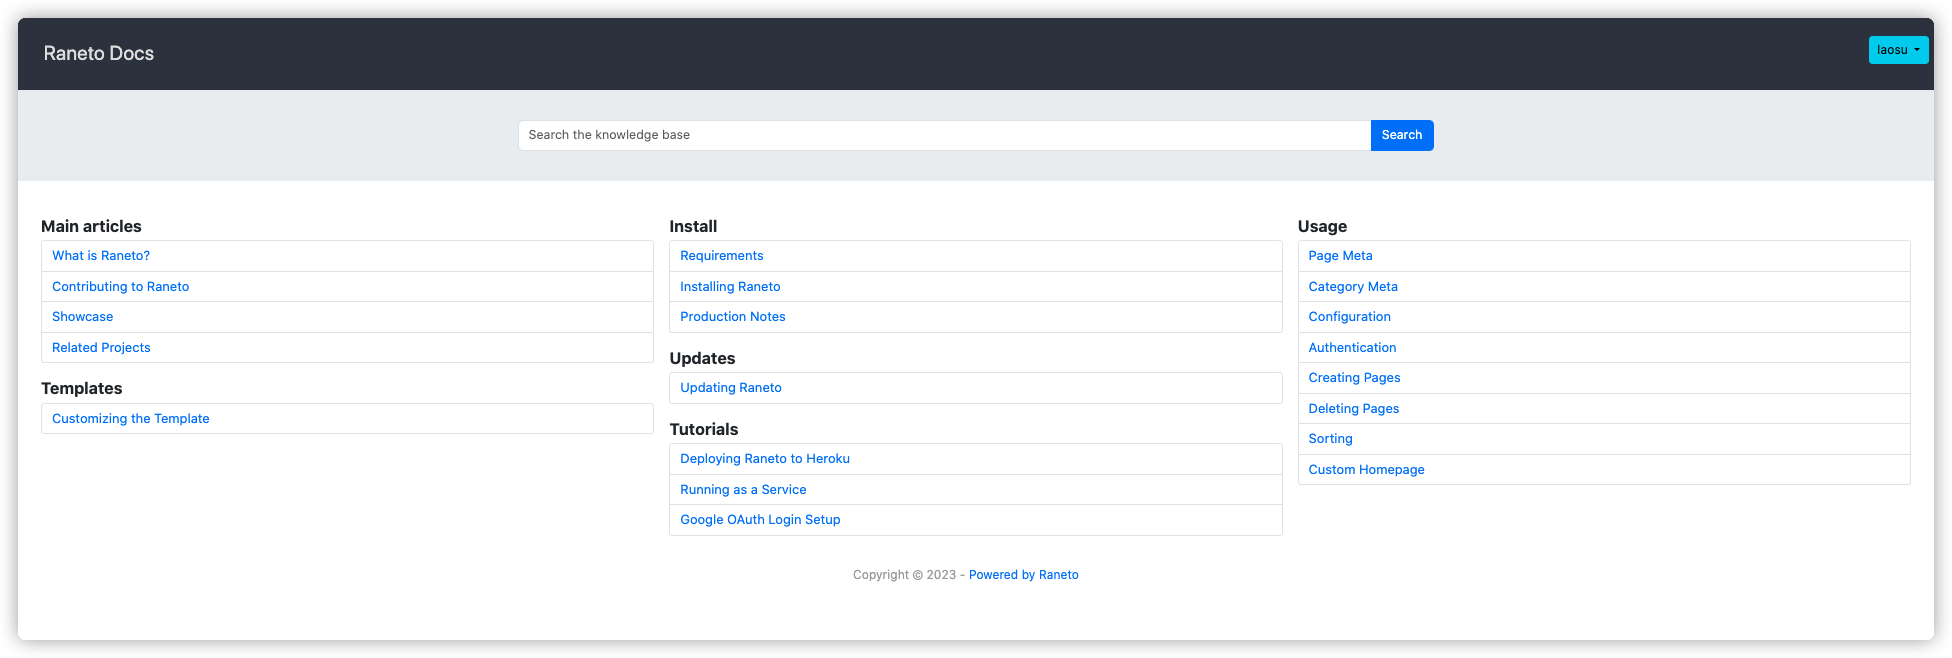 Raneto Docs
laosu
Search the knowledge base
Search
Main articles
What is Raneto?
Contributing to Raneto
Showcase
Related Projects
Templates
Customizing the Template
Install
Requirements
Installing Raneto
Production Notes
Updates
Updating Raneto
Tutorials
Deploying Raneto to Heroku
Running as a Service
Google OAuth Login Setup
Usage
Page Meta
Category Meta
Configuration
Authentication
Creating Pages
Deleting Pages
Sorting
Custom Homepage
Copyright © 2023 - Powered by Raneto